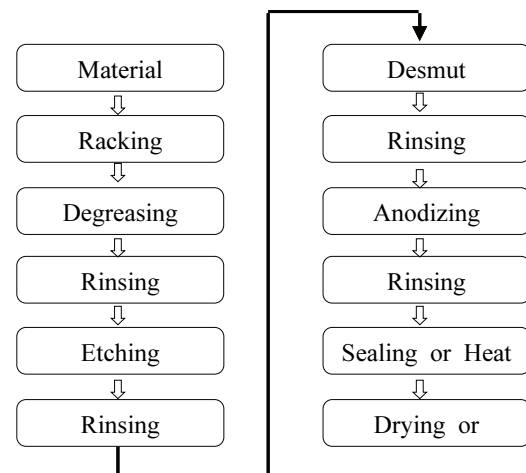 Material
Racking
Degreasing
Rinsing
Etching
Rinsing
Desmut
Rinsing
Anodizing
Rinsing
Sealing or Heat
Drying or